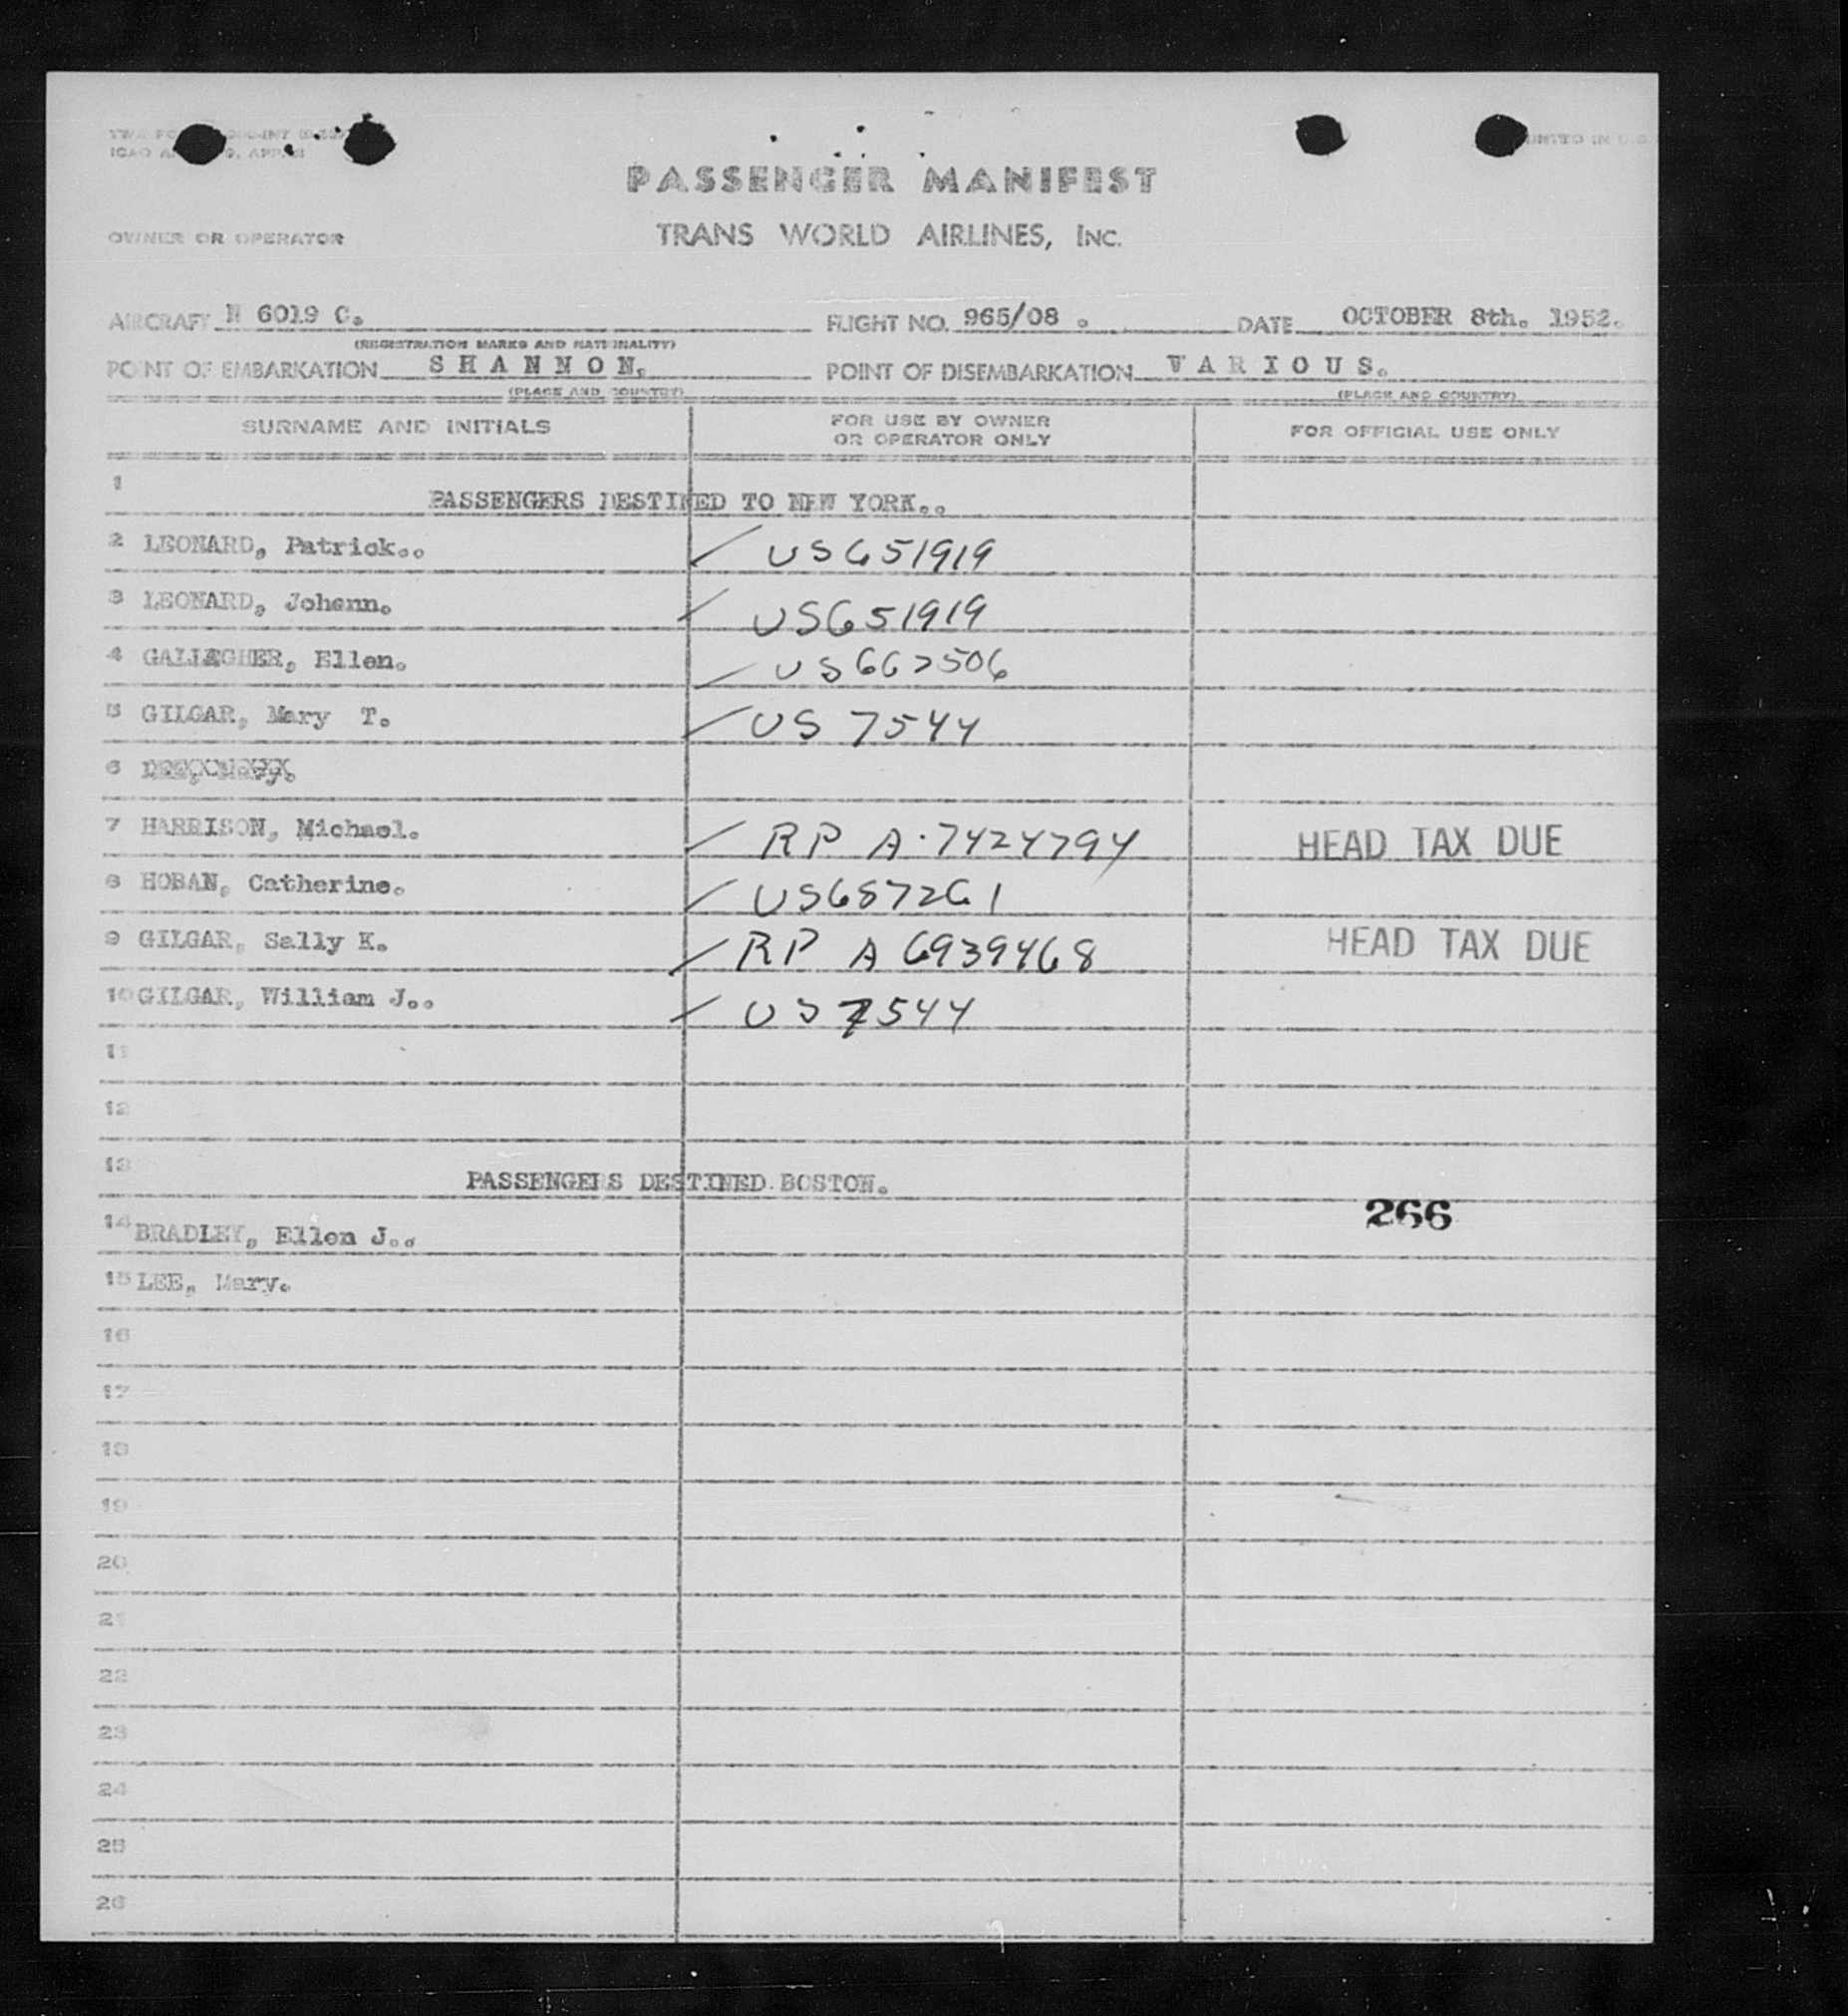 PASSENGER MANIFEST
TRANS WORLD AIRLINES, INC.
OWNER OR OPERATOR
AIRCRAFT N 6019 C. FLIGHT NO. 965/08 . DATE OCTOBER 8th. 1952.
(REGISTRATION MARKS AND NATIONALITY)
POINT OF EMBARKATION S H A N N O N. POINT OF DISEMBARKATION V A R I O U S.
(PLACE AND COUNTRY) (PLACE AND COUNTRY)
SURNAME AND INITIALS FOR USE BY OWNER OR OPERATOR ONLY FOR OFFICIAL USE ONLY
1 PASSENGERS DESTINED TO NEW YORK..
2 LEONARD, Patrick.. US651919
3 LEONARD, Johann. US651919
4 GALLEGHER, Ellen. US667506
5 GILGAR, Mary T. US 7544
6
7 HARRISON, Michael. RP A-7424794 HEAD TAX DUE
8 HOBAN, Catherine. US687261
9 GILGAR, Sally K. RP A 6939468 HEAD TAX DUE
10 GILGAR, William J.. US 7544
11
12
13 PASSENGERS DESTINED BOSTON.
266
14 BRADLEY, Ellen J..
15 LEE, Mary.
16
17
18
19
20
21
22
23
24
25
26